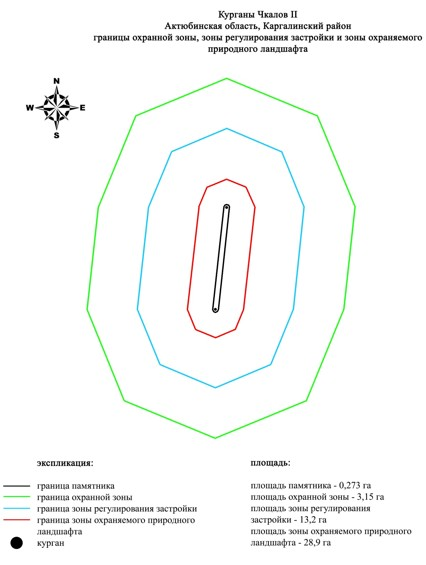 Курганы Чкалов II
Актюбинская область, Каргалинский район
границы охранной зоны, зоны регулирования застройки и зоны охраняемого
природного ландшафта
N
W
E
S
экспликация:
граница памятника
граница охранной зоны
граница зоны регулирования застройки
граница зоны охраняемого природного
ландшафта
курган
площадь:
площадь памятника - 0,273 га
площадь охранной зоны - 3,15 га
площадь зоны регулирования
застройки - 13,2 га
площадь зоны охраняемого природного
ландшафта - 28,9 га